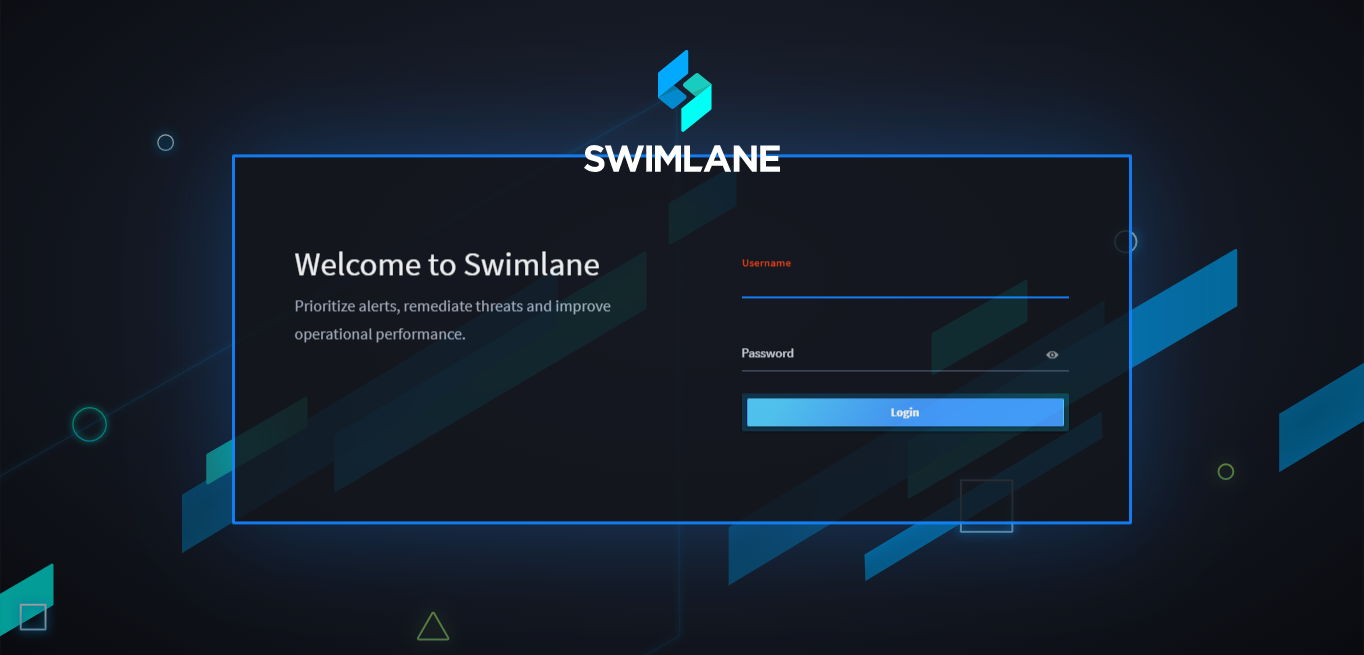 SWIMLANE
Welcome to Swimlane
Prioritize alerts, remediate threats and improve
operational performance.
Username
Password
Login